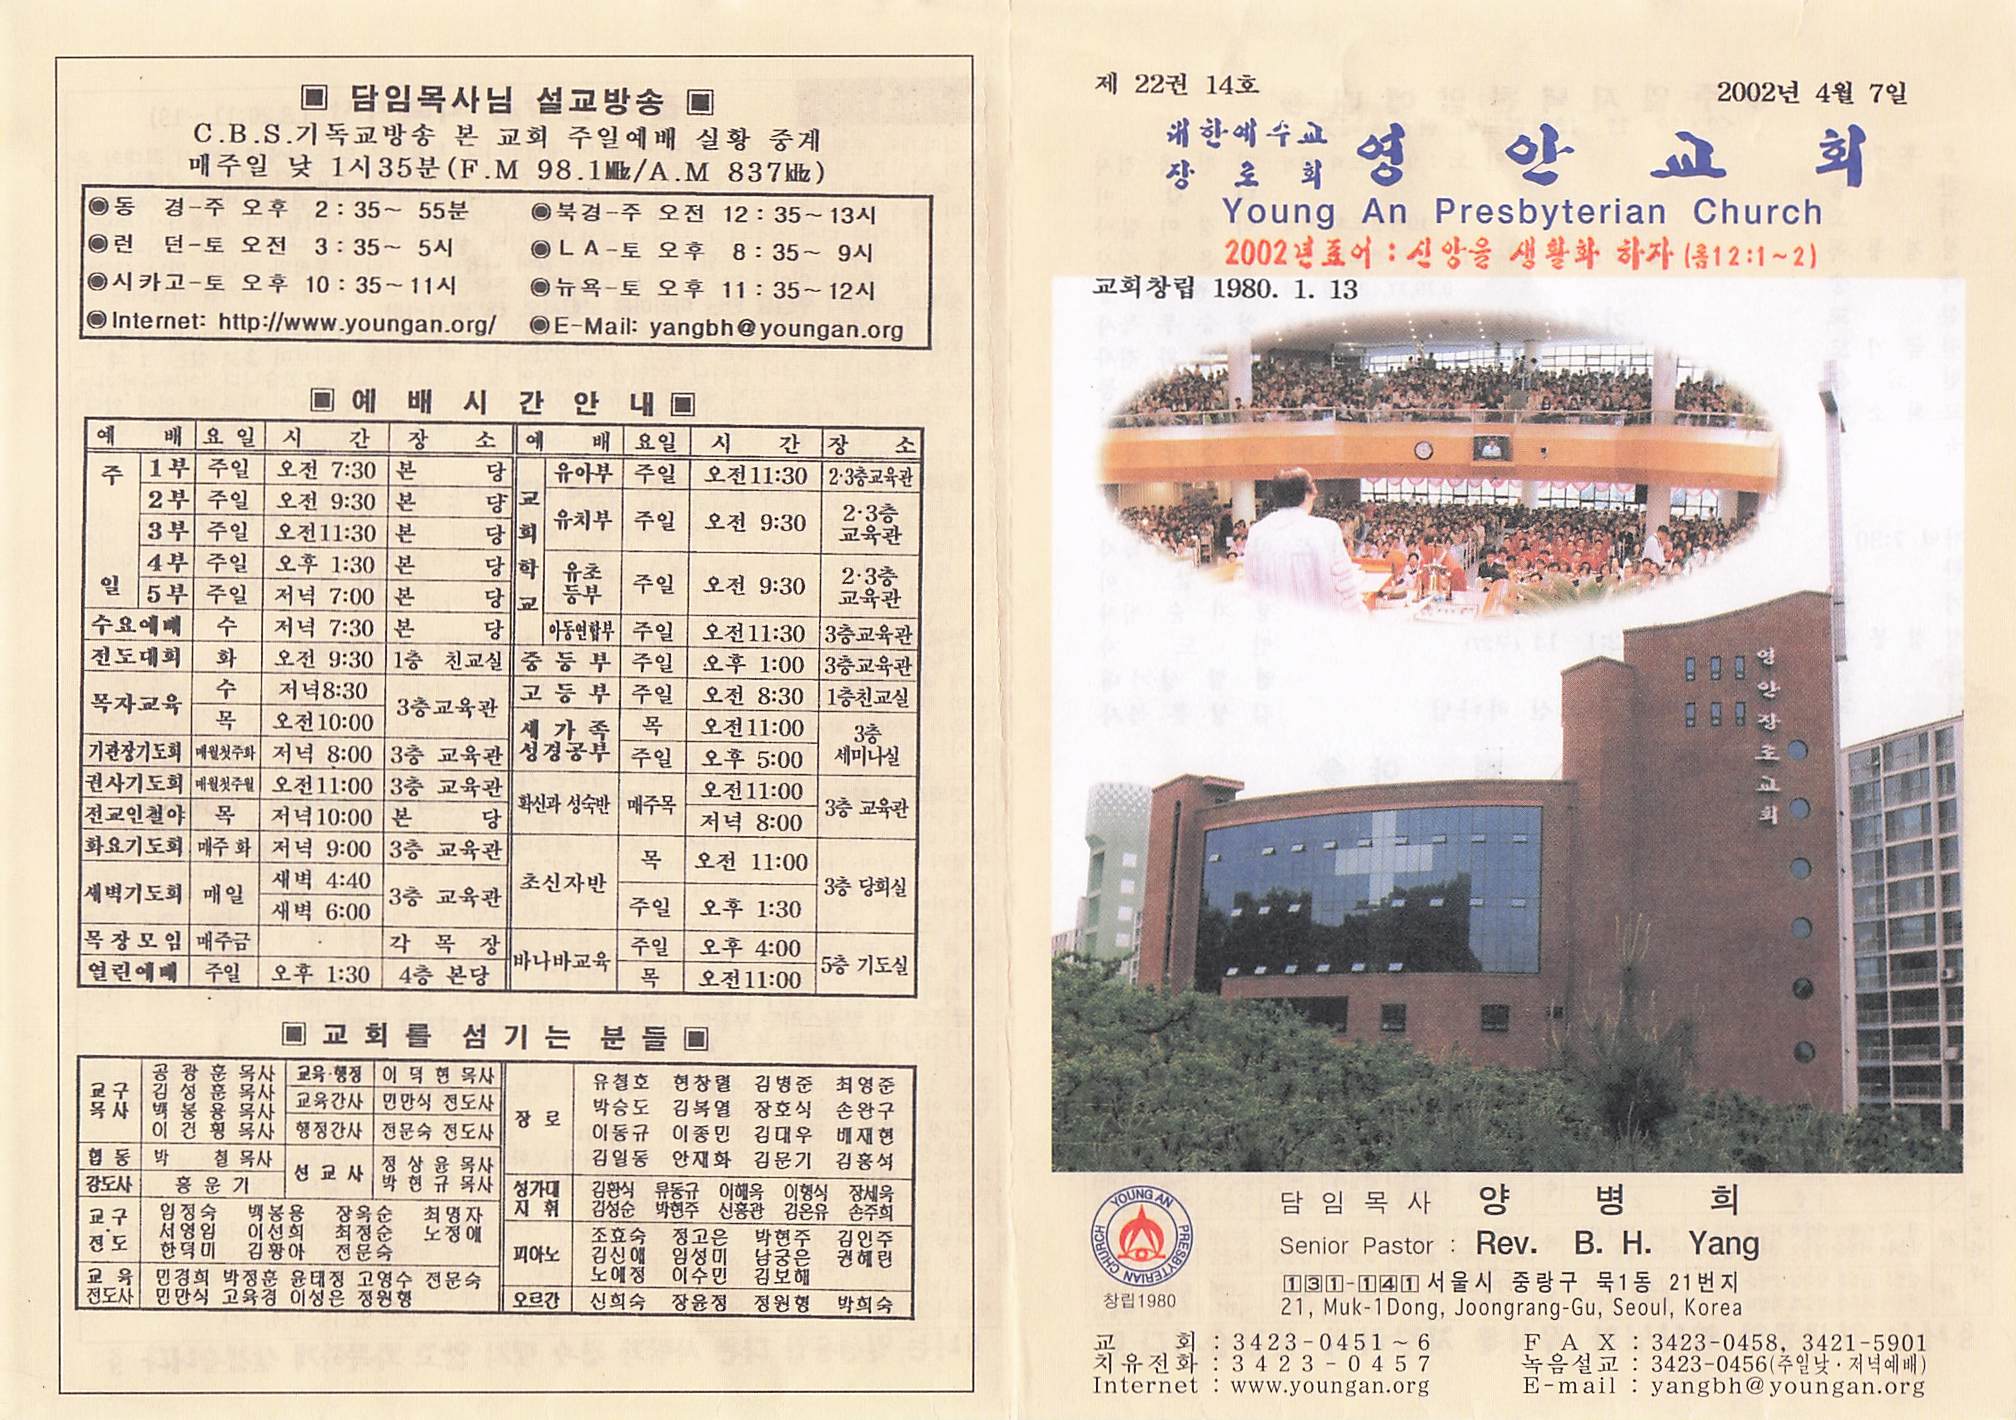 ▣ 담임목사님 설교방송 ▣
C.B.S.기독교방송 본 교회 주일예배 실황 중계
매주일 낮 1시35분(F.M 98.1㎒/A.M 837㎑)
◉동 경-주 오후 2:35~ 55분 ◉북경-주 오전 12:35~13시
◉런 던-토 오전 3:35~ 5시 ◉LA-토 오후 8:35~ 9시
◉시카고-토 오후 10:35~11시 ◉뉴욕-토 오후 11:35~12시
◉Internet: http://www.youngan.org/ ◉E-Mail: yangbh@youngan.org
▣ 예 배 시 간 안 내 ▣
예 배 요 일 시 간 장 소
주일 1부 주일 오전 7:30 본 당
2부 주일 오전 9:30 본 당
3부 주일 오전11:30 본 당
4부 주일 오후 1:30 본 당
5부 주일 저녁 7:00 본 당
수요예배 수 저녁 7:30 본 당
전도대회 화 오전 9:30 1층 친교실
목자교육 수 저녁8:30 3층교육관
목 오전10:00
기관장기도회 매월첫주화 저녁 8:00 3층 교육관
권사기도회 매월첫주월 오전11:00 3층 교육관
전교인철야 목 저녁10:00 본 당
화요기도회 매주 화 저녁 9:00 3층 교육관
새벽기도회 매일 새벽 4:40 3층 교육관
새벽 6:00
목장모임 매주금 각 목 장
열린예배 주일 오후 1:30 4층 본당
예 배 요일 시 간 장 소
교회학교 유아부 주일 오전11:30 2·3층교육관
유치부 주일 오전 9:30 2·3층 교육관
유초등부 주일 오전 9:30 2·3층 교육관
아동연합부 주일 오전11:30 3층교육관
중 등 부 주일 오후 1:00 3층교육관
고 등 부 주일 오전 8:30 1층친교실
새 가 족 성경공부 목 오전11:00 3층 세미나실
주일 오후 5:00
확신과 성숙반 매주목 오전11:00 3층 교육관
저녁 8:00
초신자반 목 오전 11:00 3층 당회실
주일 오후 1:30
바나바교육 주일 오후 4:00 5층 기도실
목 오전11:00
▣ 교 회 를 섬 기 는 분 들 ▣
교구목사 공 광 훈 목사
김 성 훈 목사
백 봉 용 목사
이 건 횡 목사
교육·행정 이 덕 현 목사
교육간사 민만식 전도사
행정간사 전문숙 전도사
협 동 박 철 목사
강도사 홍 운 기
선 교 사 정 상 윤 목사
박 현 규 목사
교구·전도 임정숙 백봉용 장옥순 최명자
서영임 이선희 최정순 노정애
한덕미 김황아 전문숙
교 육 전도사 민경희 박정훈 윤태정 고영수 전문숙
민만식 고육경 이성은 정원형
장 로 유철호 현창멸 김병준 최영준
박승도 김복열 장호식 손완구
이동규 이종민 김대우 배재현
김일동 안재화 김문기 김홍석
성가대 지 휘 김환식 류동규 이해옥 이형식 장세욱
김성순 박현주 신홍관 김온유 손주희
피아노 조효숙 정고은 박현주 김인주
김신애 임성미 남궁은 권혜린
노애정 이수민 김보해
오르간 신희숙 장윤정 정원형 박희숙
제 22권 14호
2002년 4월 7일
대한예수교
장 로 회
영 안 교 회
Young An Presbyterian Church
2002년표어:신앙을 생활화 하자(롬12:1~2)
교회창립 1980. 1. 13
영안장로교회
YOUNG AN PRESBYTERIAN CHURCH
창립1980
담 임 목 사 양 병 희
Senior Pastor : Rev. B. H. Yang
131-141 서울시 중랑구 묵1동 21번지
21, Muk-1Dong, Joongrang-Gu, Seoul, Korea
교 회 : 3423-0451~6 F A X : 3423-0458, 3421-5901
치유전화 : 3423-0457 녹음설교 : 3423-0456(주일낮·저녁예배)
Internet : www.youngan.org E-mail : yangbh@youngan.org